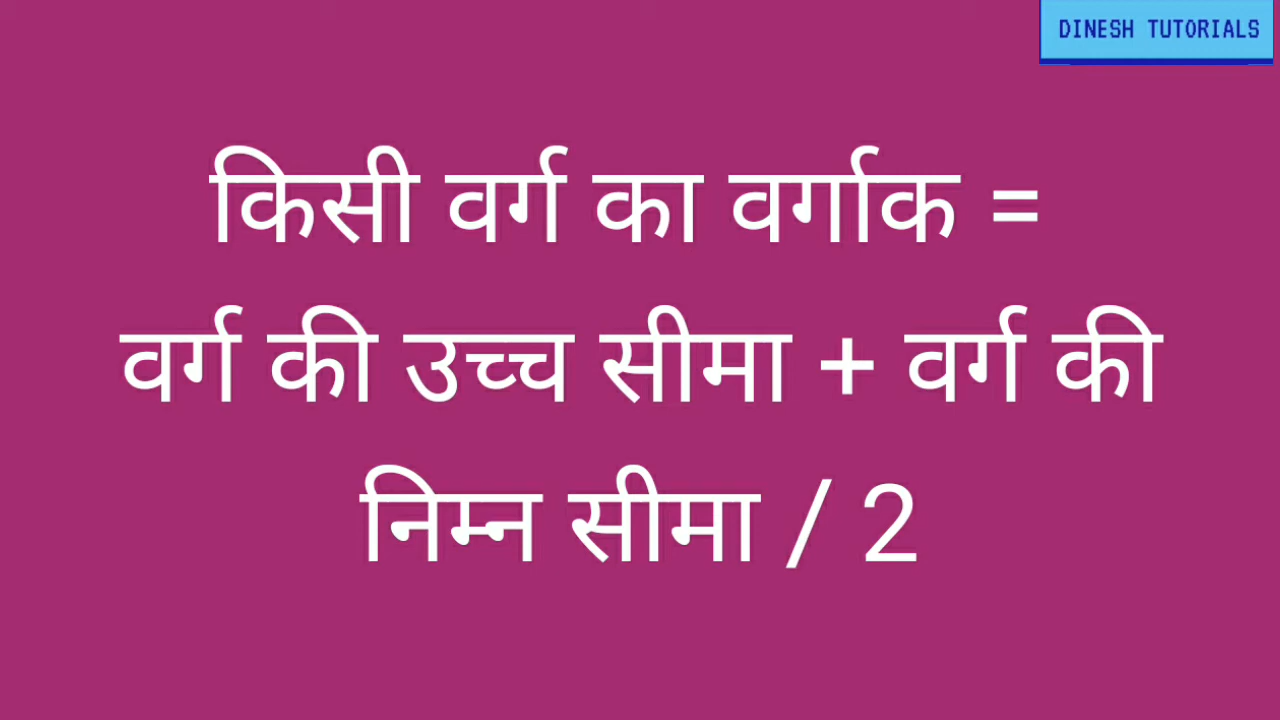 DINESH TUTORIALS
किसी वर्ग का वर्गाक =
वर्ग की उच्च सीमा + वर्ग की
निम्न सीमा / 2